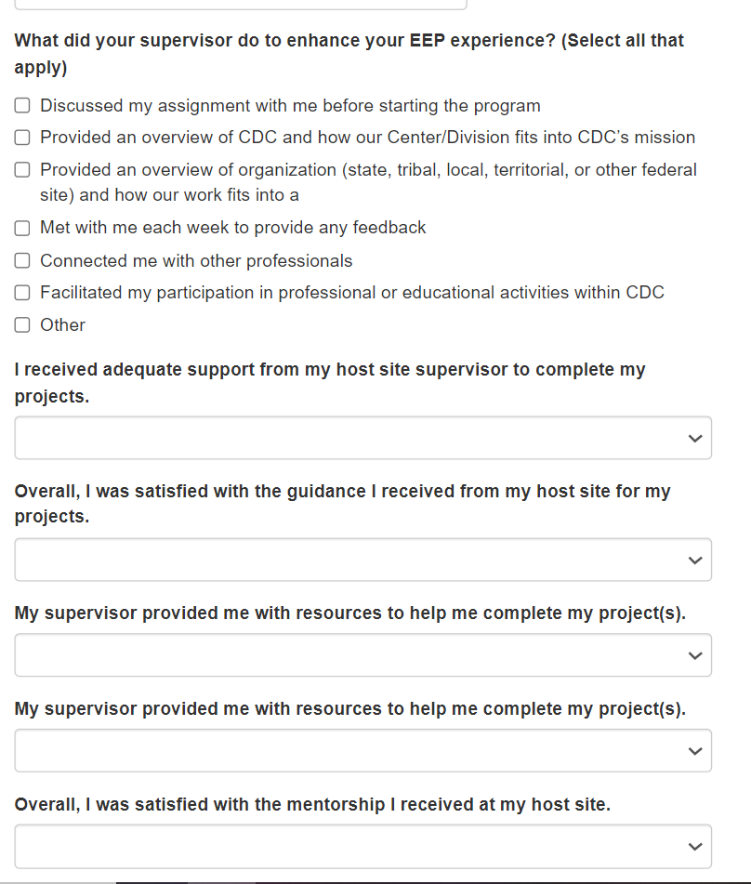 What did your supervisor do to enhance your EEP experience? (Select all that
apply)
Discussed my assignment with me before starting the program
Provided an overview of CDC and how our Center/Division fits into CDC's mission
Provided an overview of organization (state, tribal, local, territorial, or other federal
site) and how our work fits into a
Met with me each week to provide any feedback
Connected me with other professionals
Facilitated my participation in professional or educational activities within CDC
Other
I received adequate support from my host site supervisor to complete my
projects.
Overall, I was satisfied with the guidance I received from my host site for my
projects.
My supervisor provided me with resources to help me complete my project(s).
My supervisor provided me with resources to help me complete my project(s).
Overall, I was satisfied with the mentorship I received at my host site.